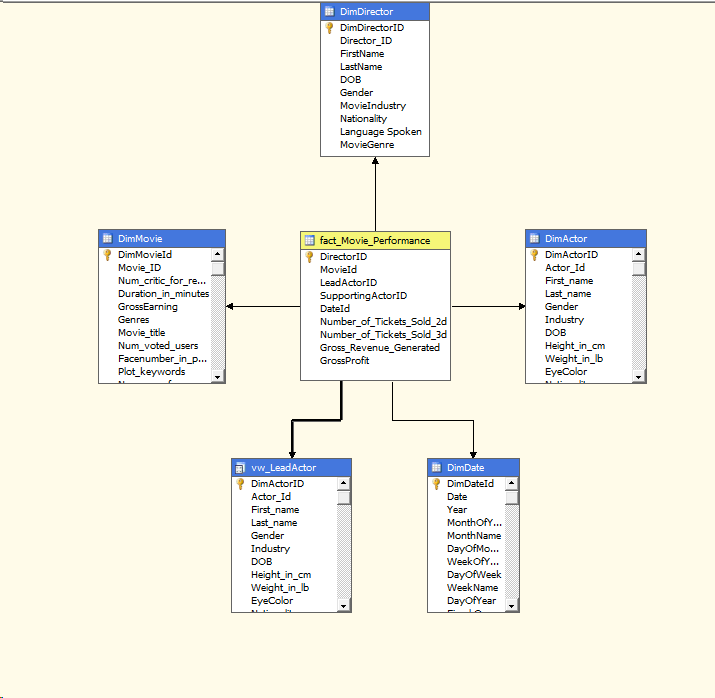 DimDirector
DimDirectorID
Director_ID
FirstName
LastName
DOB
Gender
MovieIndustry
Nationality
Language Spoken
MovieGenre
DimMovie
DimMovieId
Movie_ID
Num_critic_for_re...
Duration_in_minutes
GrossEarning
Genres
Movie_title
Num_voted_users
Facenumber_in_p...
Plot_keywords
fact_Movie_Performance
DirectorID
MovieId
LeadActorID
SupportingActorID
DateId
Number_of_Tickets_Sold_2d
Number_of_Tickets_Sold_3d
Gross_Revenue_Generated
GrossProfit
DimActor
DimActorID
Actor_Id
First_name
Last_name
Gender
Industry
DOB
Height_in_cm
Weight_in_lb
EyeColor
vw_LeadActor
DimActorID
Actor_Id
First_name
Last_name
Gender
Industry
DOB
Height_in_cm
Weight_in_lb
EyeColor
DimDate
DimDateId
Date
Year
MonthOfY...
MonthName
DayOfMo...
WeekOfY...
DayOfWeek
WeekName
DayOfYear